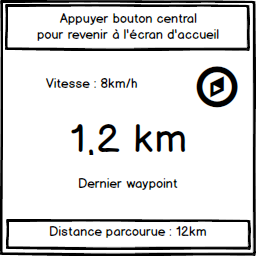 Appuyer bouton central
pour revenir à l'écran d'accueil
Vitesse : 8km/h
1,2 km
Dernier waypoint
Distance parcourue : 12km